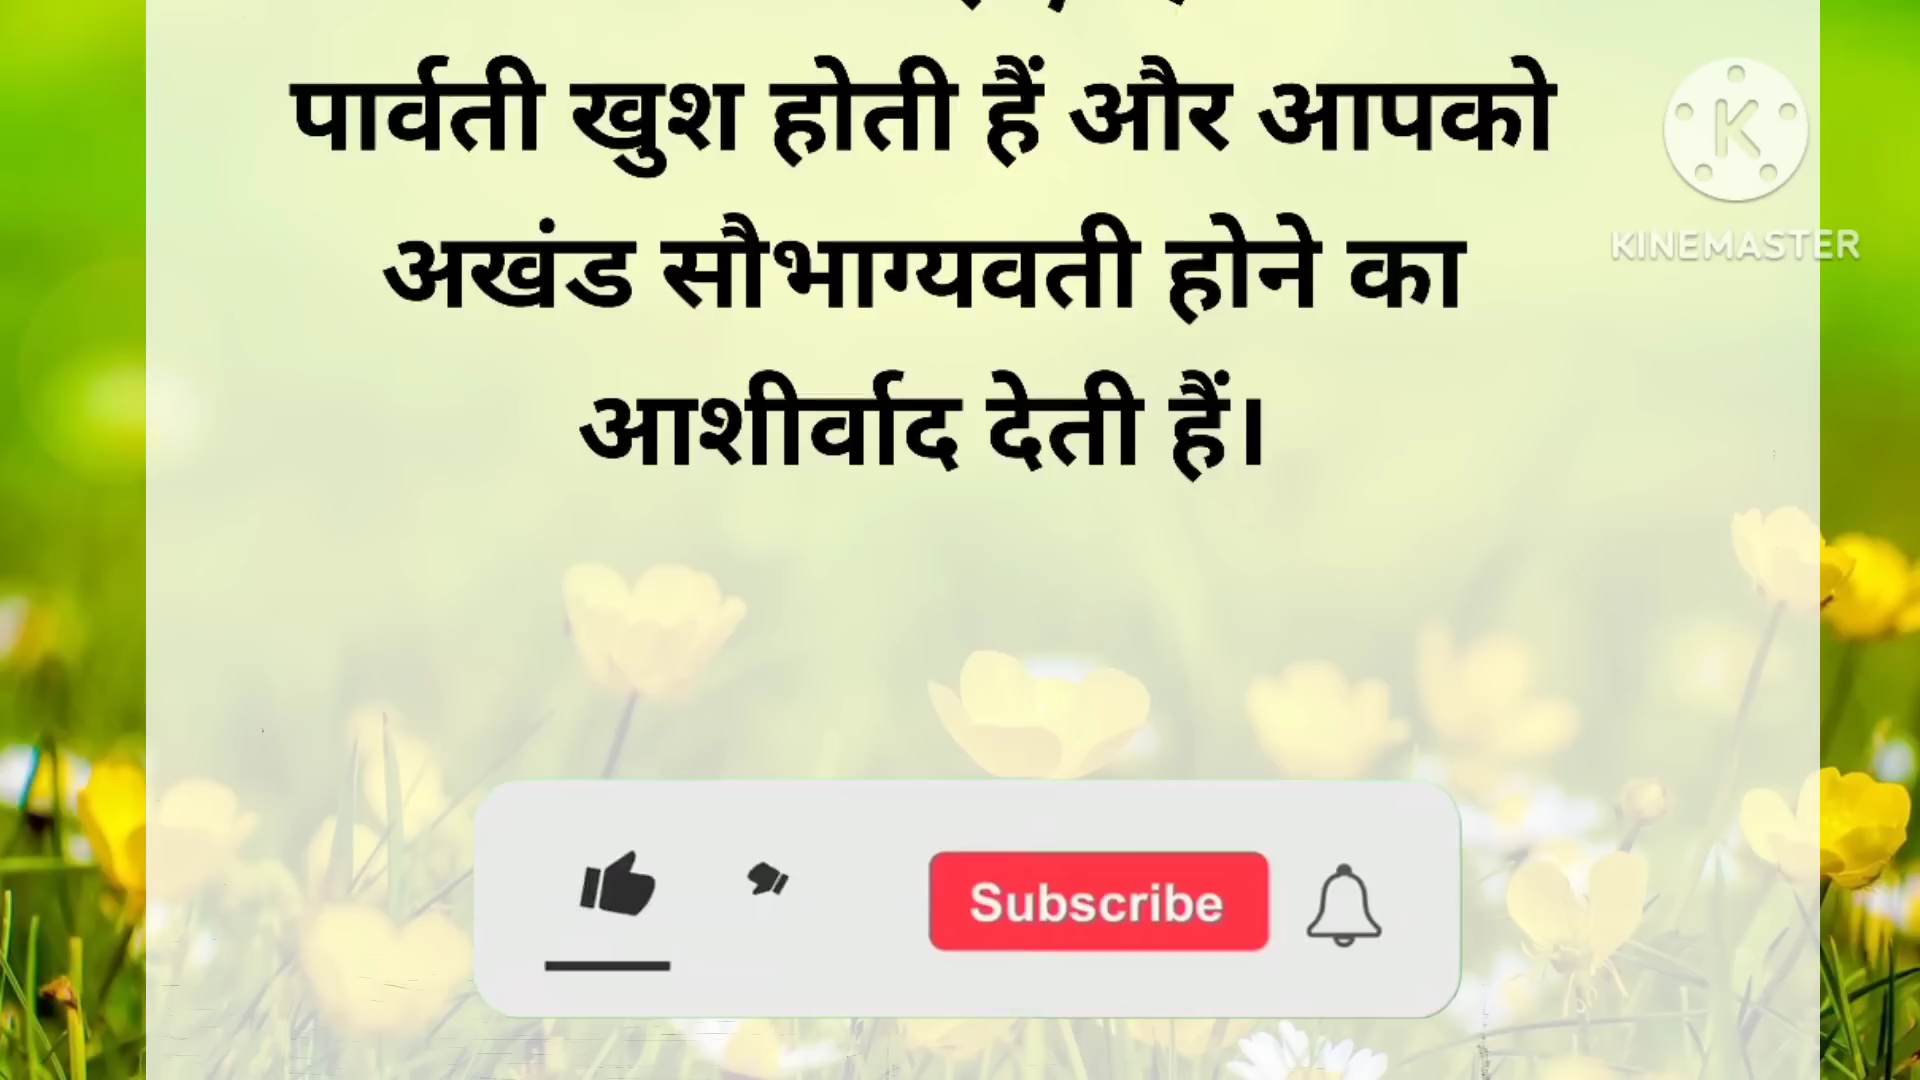 पार्वती खुश होती हैं और आपको
अखंड सौभाग्यवती होने का
आशीर्वाद देती हैं।
K
KINEMASTER
Subscribe